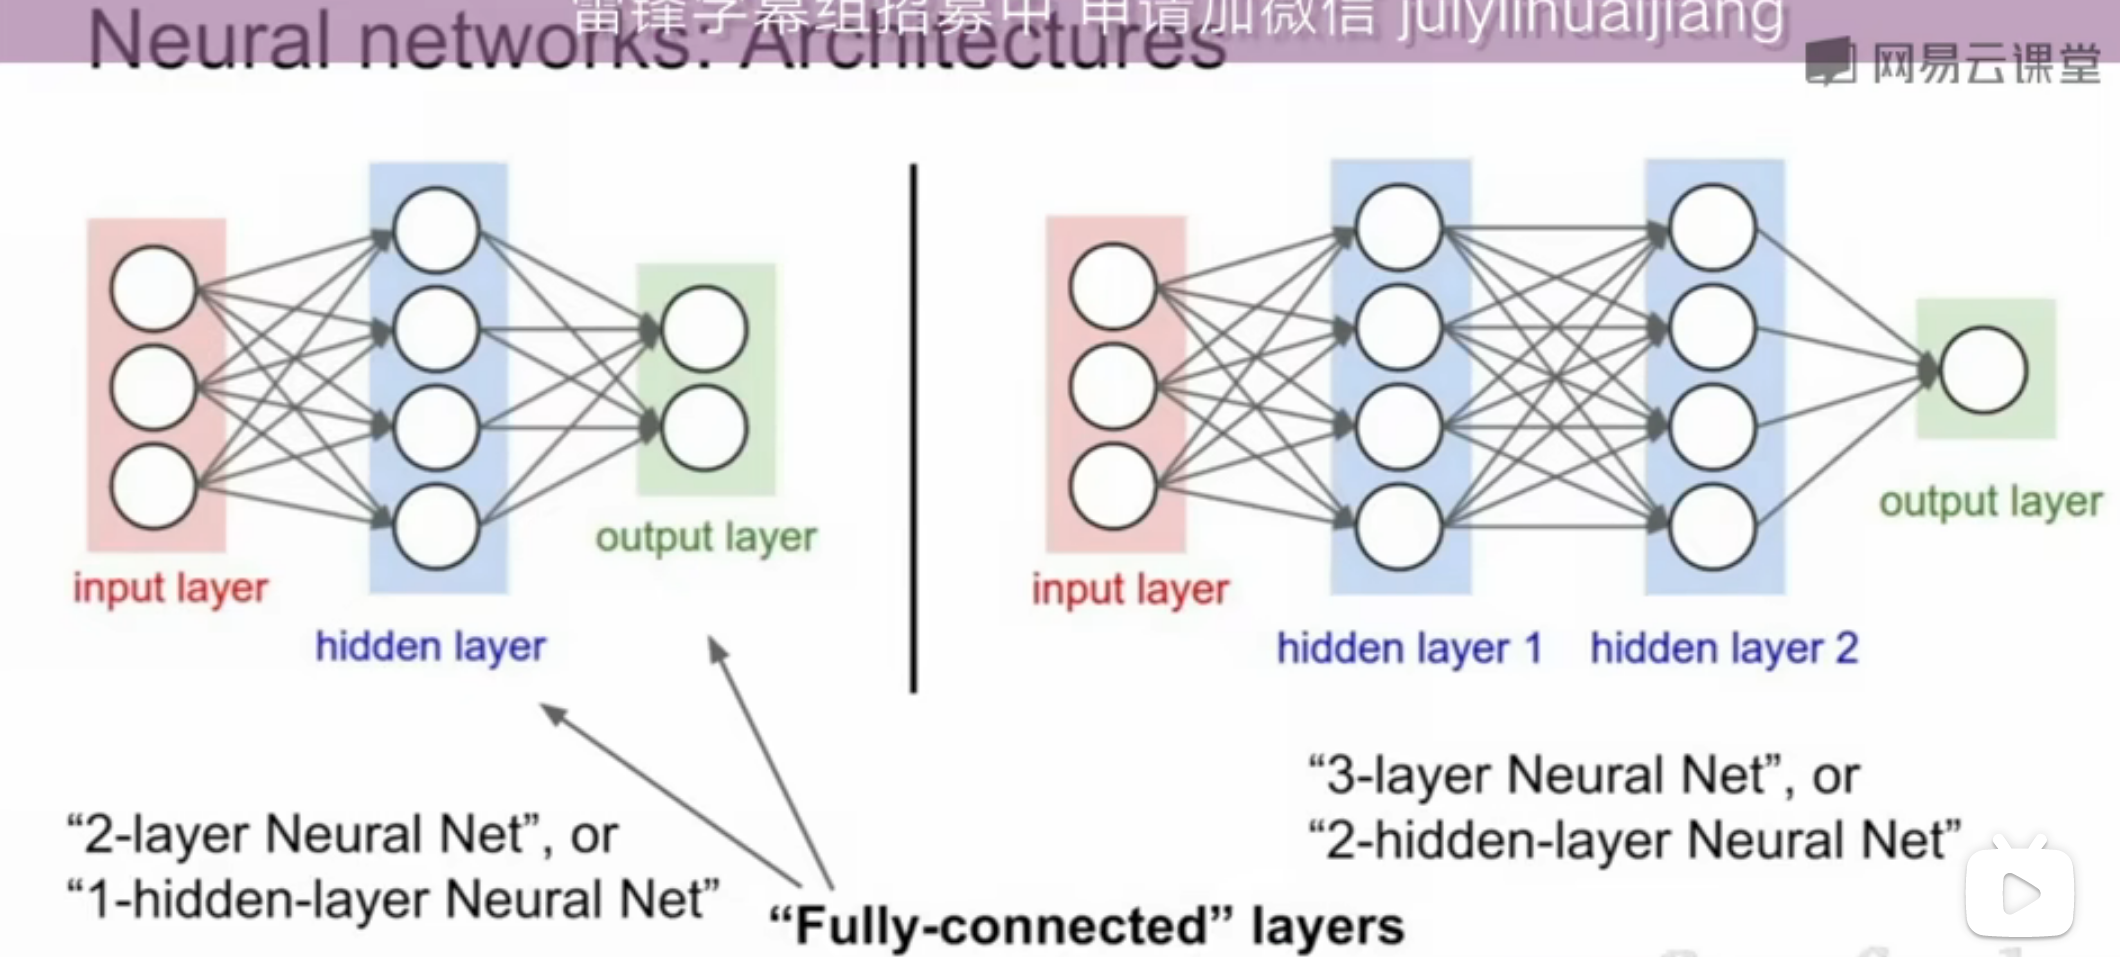 雷锋字幕组招募中 申请加微信 julylihuaijiang
Neural networks: Architectures
网易云课堂
input layer
hidden layer
output layer
input layer
hidden layer 1
hidden layer 2
output layer
“2-layer Neural Net”, or
“1-hidden-layer Neural Net”
“3-layer Neural Net”, or
“2-hidden-layer Neural Net”
“Fully-connected” layers